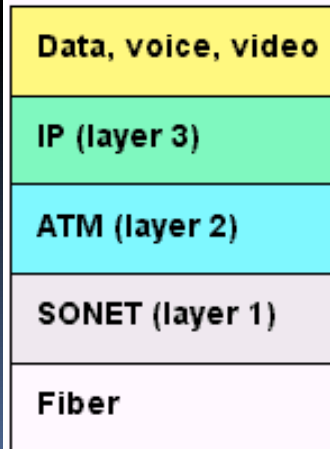 Data, voice, video
IP (layer 3)
ATM (layer 2)
SONET (layer 1)
Fiber